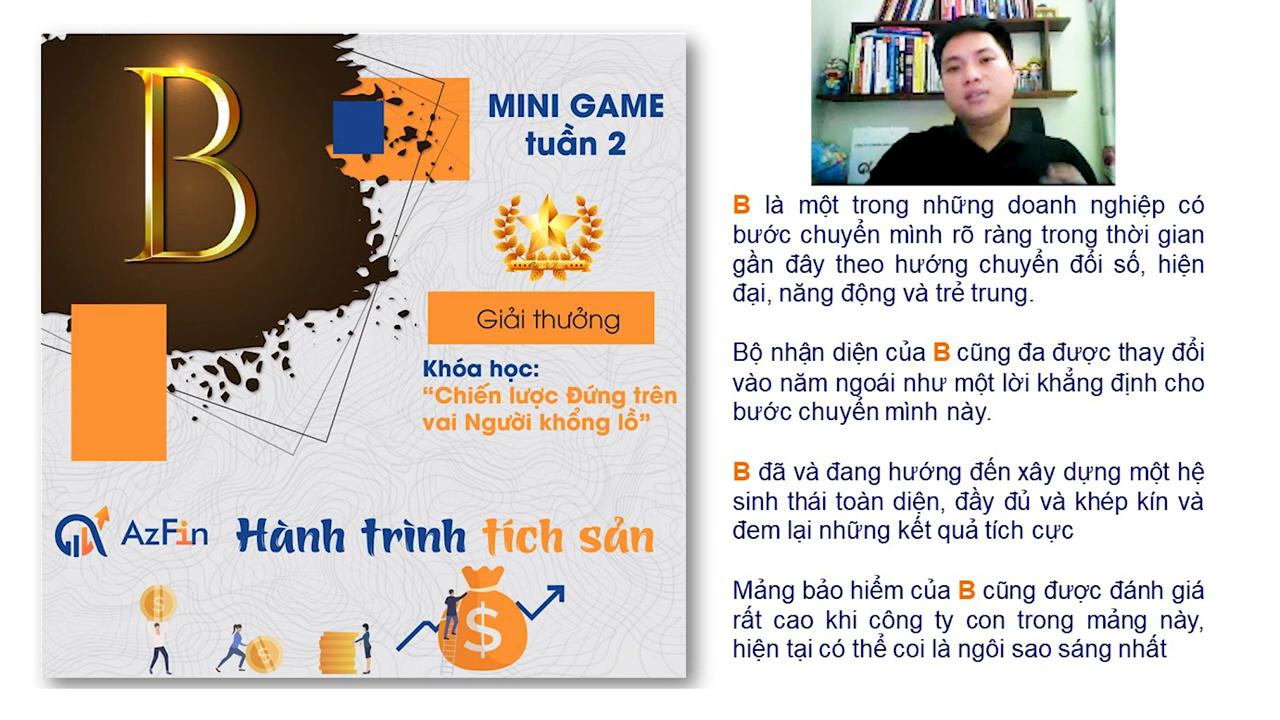 B
MINI GAME
tuần 2
Giải thưởng
Khóa học:
“Chiến lược Đứng trên
vai Người khổng lồ”
AzFin
Hành trình tích sản
$
$
$
B là một trong những doanh nghiệp có
bước chuyển mình rõ ràng trong thời gian
gần đây theo hướng chuyển đổi số, hiện
đại, năng động và trẻ trung.
Bộ nhận diện của B cũng đa được thay đổi
vào năm ngoái như một lời khẳng định cho
bước chuyển mình này.
B đã và đang hướng đến xây dựng một hệ
sinh thái toàn diện, đầy đủ và khép kín và
đem lại những kết quả tích cực
Mảng bảo hiểm của B cũng được đánh giá
rất cao khi công ty con trong mảng này,
hiện tại có thể coi là ngôi sao sáng nhất